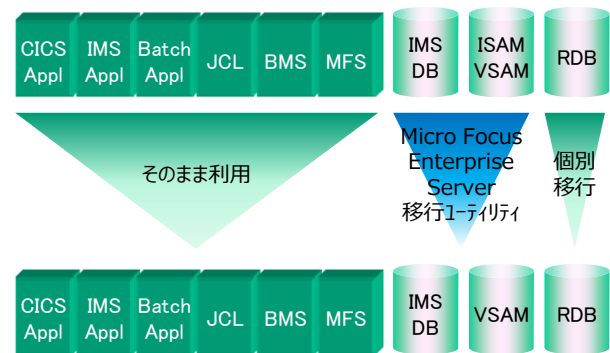 CICS
Appl
IMS
Appl
Batch
Appl
JCL
BMS
MFS
IMS
DB
ISAM
VSAM
RDB
そのまま利用
Micro Focus
Enterprise
Server
移行ユーティリティ
個別
移行
CICS
Appl
IMS
Appl
Batch
Appl
JCL
BMS
MFS
IMS
DB
VSAM
RDB